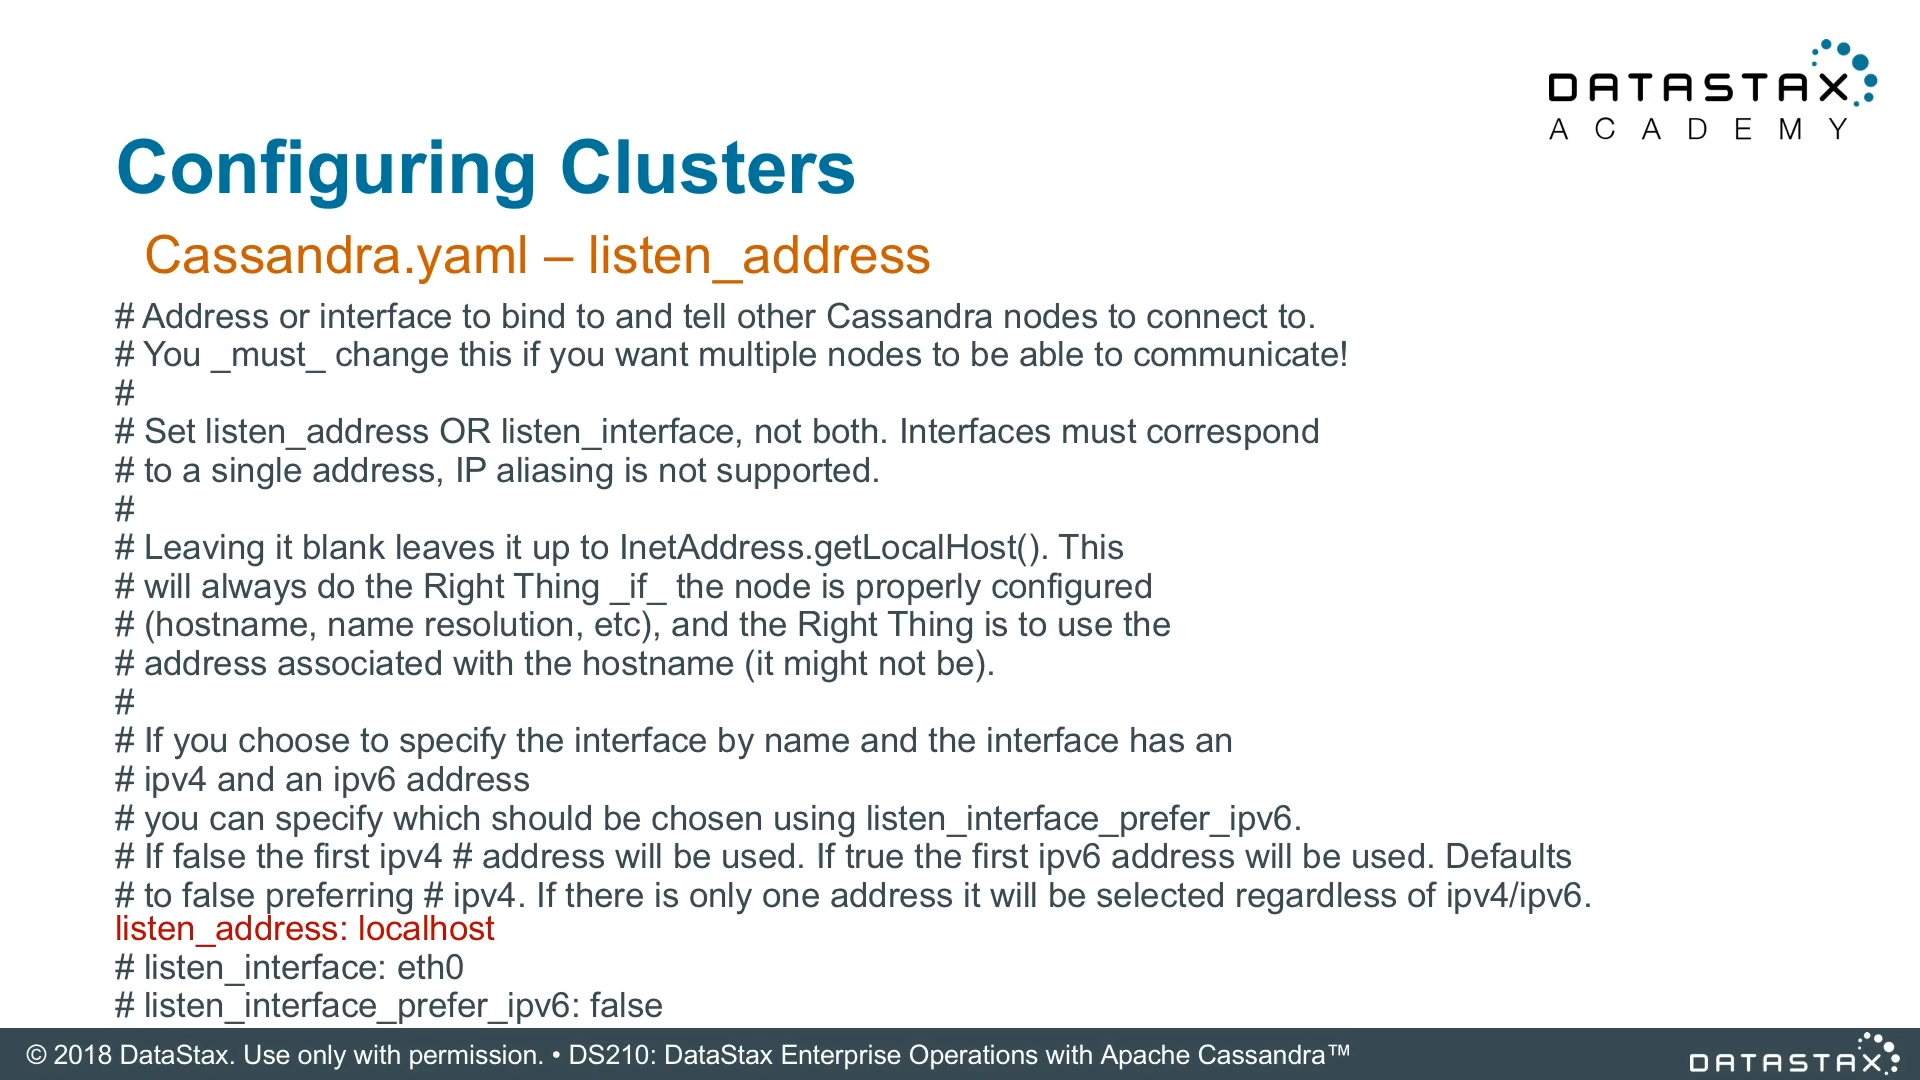 DATASTAX
ACADEMY
Configuring Clusters
Cassandra.yaml – listen_address
# Address or interface to bind to and tell other Cassandra nodes to connect to.
# You _must_ change this if you want multiple nodes to be able to communicate!
#
# Set listen_address OR listen_interface, not both. Interfaces must correspond
# to a single address, IP aliasing is not supported.
#
# Leaving it blank leaves it up to InetAddress.getLocalHost(). This
# will always do the Right Thing _if_ the node is properly configured
# (hostname, name resolution, etc), and the Right Thing is to use the
# address associated with the hostname (it might not be).
#
# If you choose to specify the interface by name and the interface has an
# ipv4 and an ipv6 address
# you can specify which should be chosen using listen_interface_prefer_ipv6.
# If false the first ipv4 # address will be used. If true the first ipv6 address will be used. Defaults
# to false preferring # ipv4. If there is only one address it will be selected regardless of ipv4/ipv6.
listen_address: localhost
# listen_interface: eth0
# listen_interface_prefer_ipv6: false
© 2018 DataStax. Use only with permission. • DS210: DataStax Enterprise Operations with Apache Cassandra™
DATASTAX